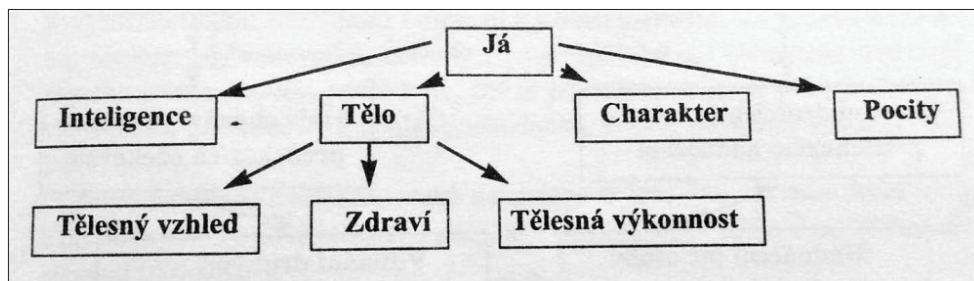 Já
Inteligence
Tělo
Charakter
Pocity
Tělesný vzhled
Zdraví
Tělesná výkonnost